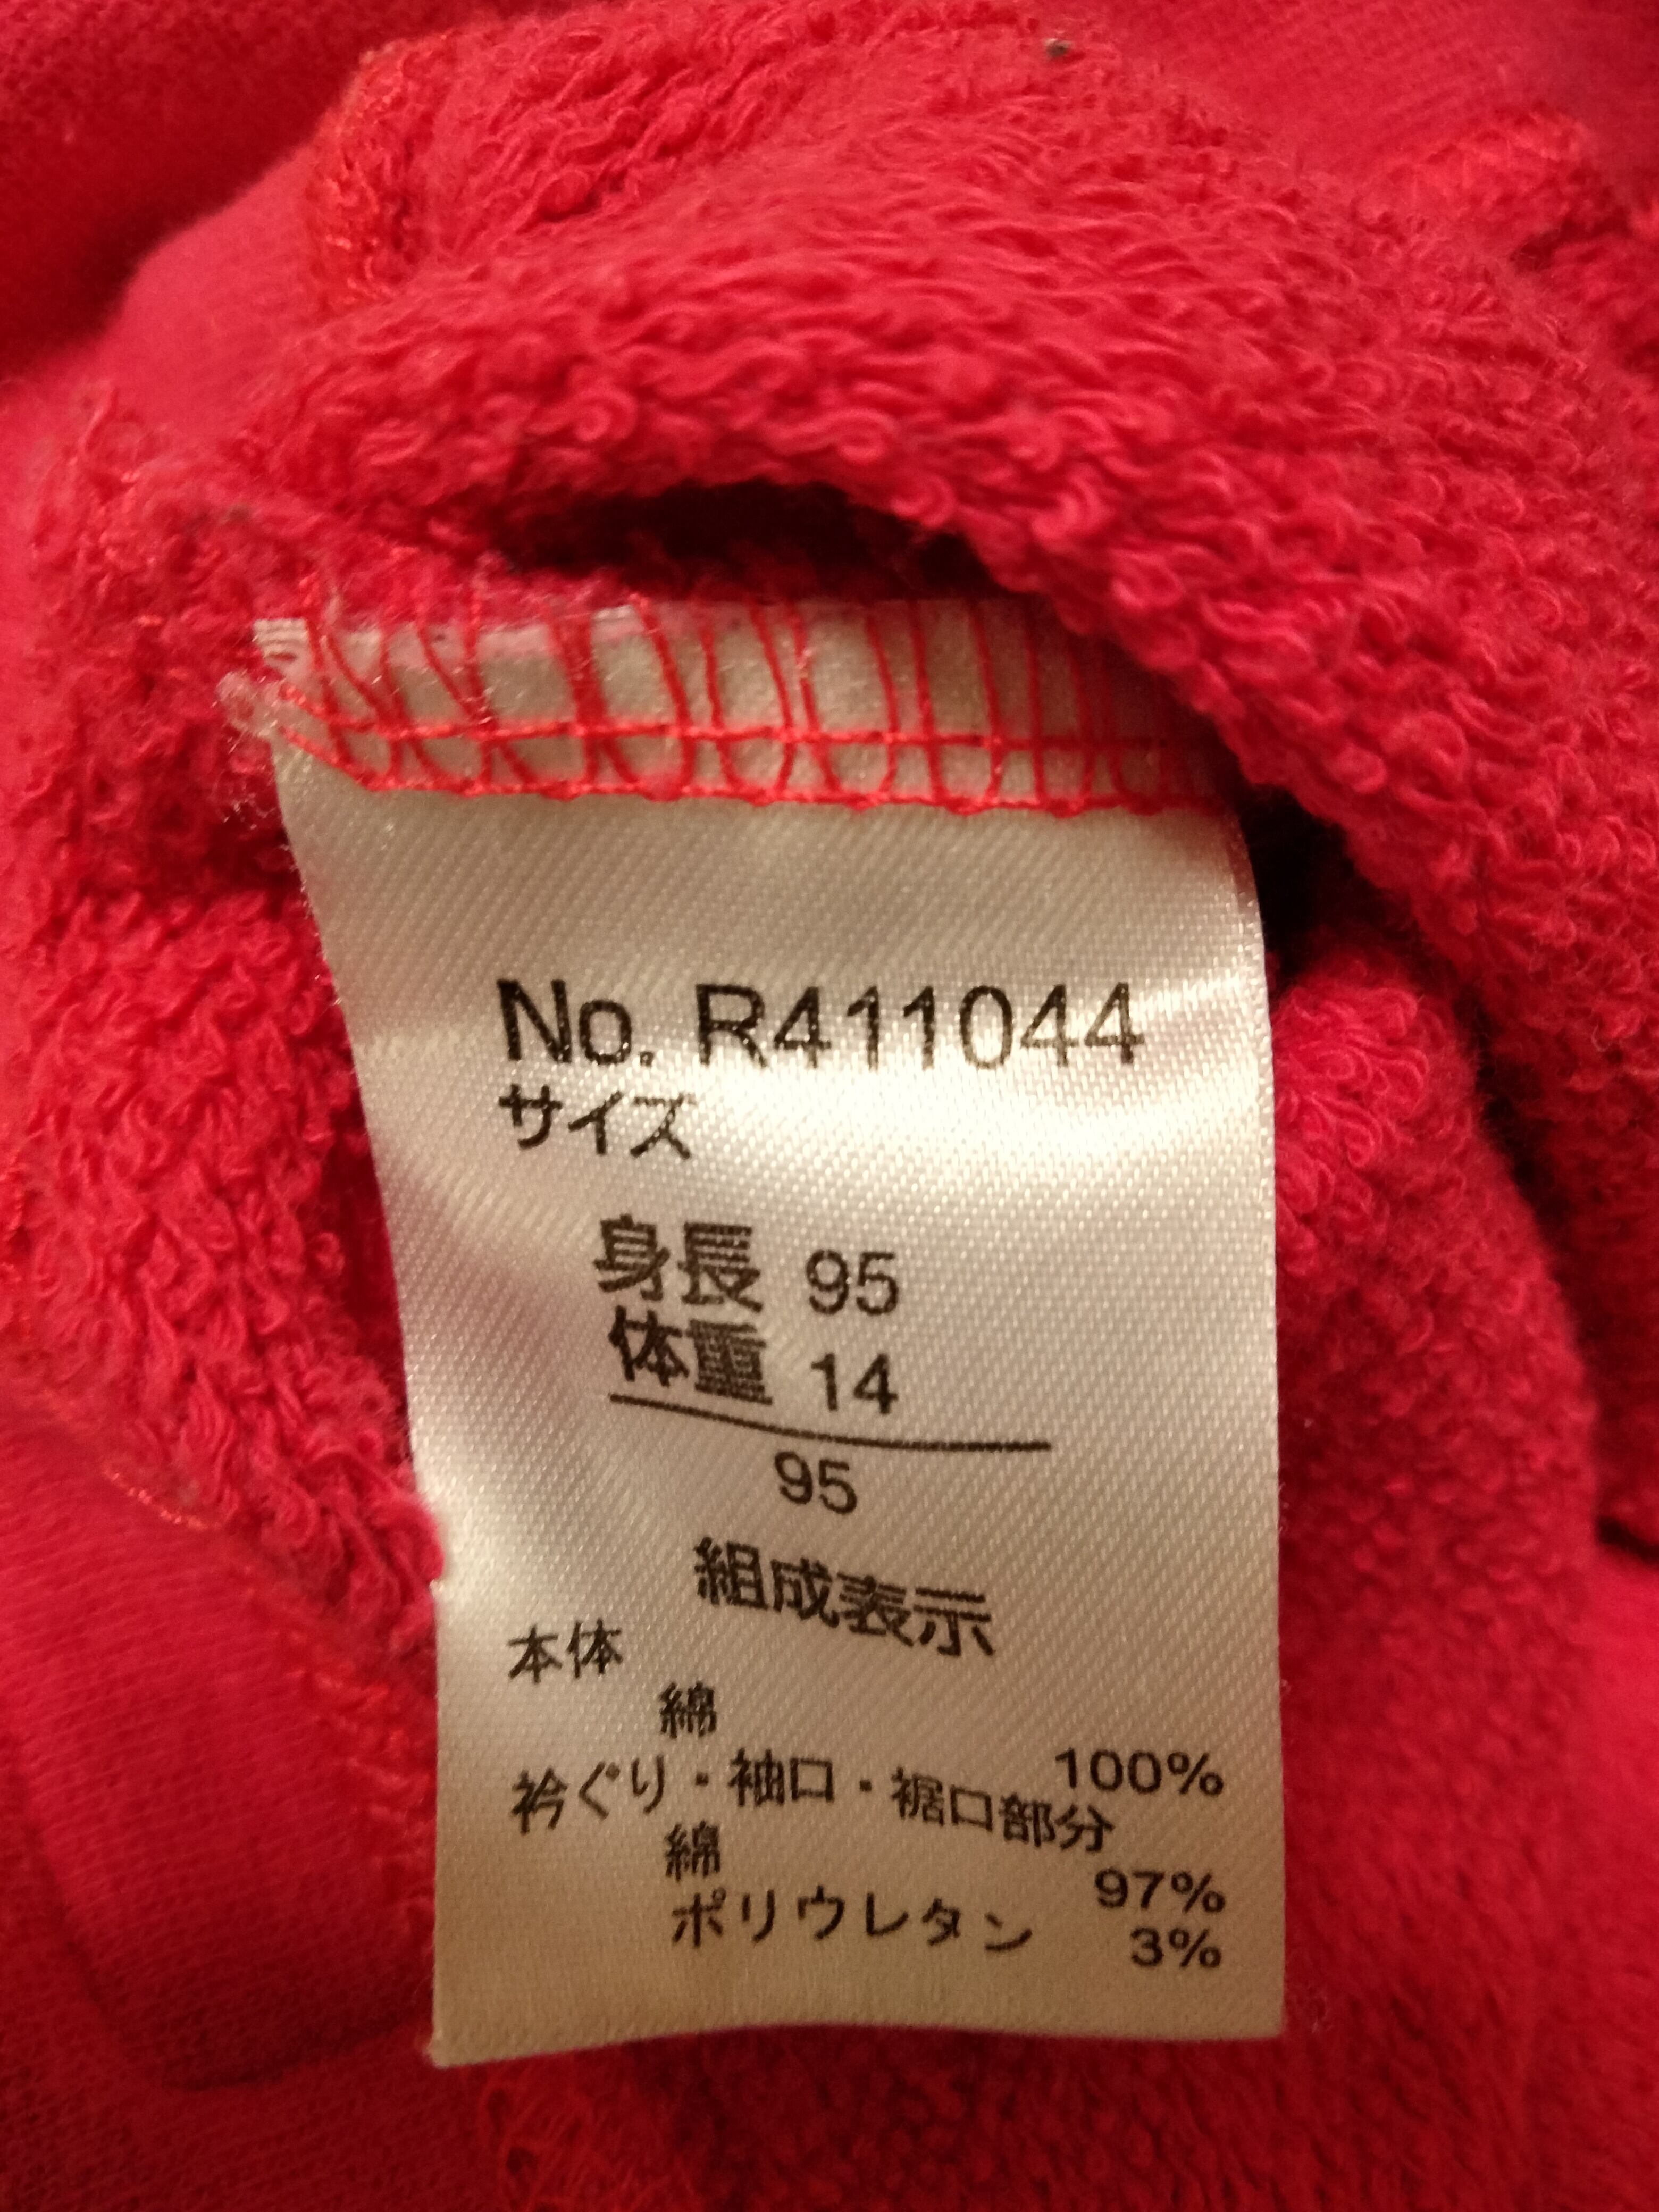 No. R411044
サイズ
身長 95
体重 14
95
組成表示
本体
綿 100%
衿ぐり・袖口・裾口部分
綿 97%
ポリウレタン 3%